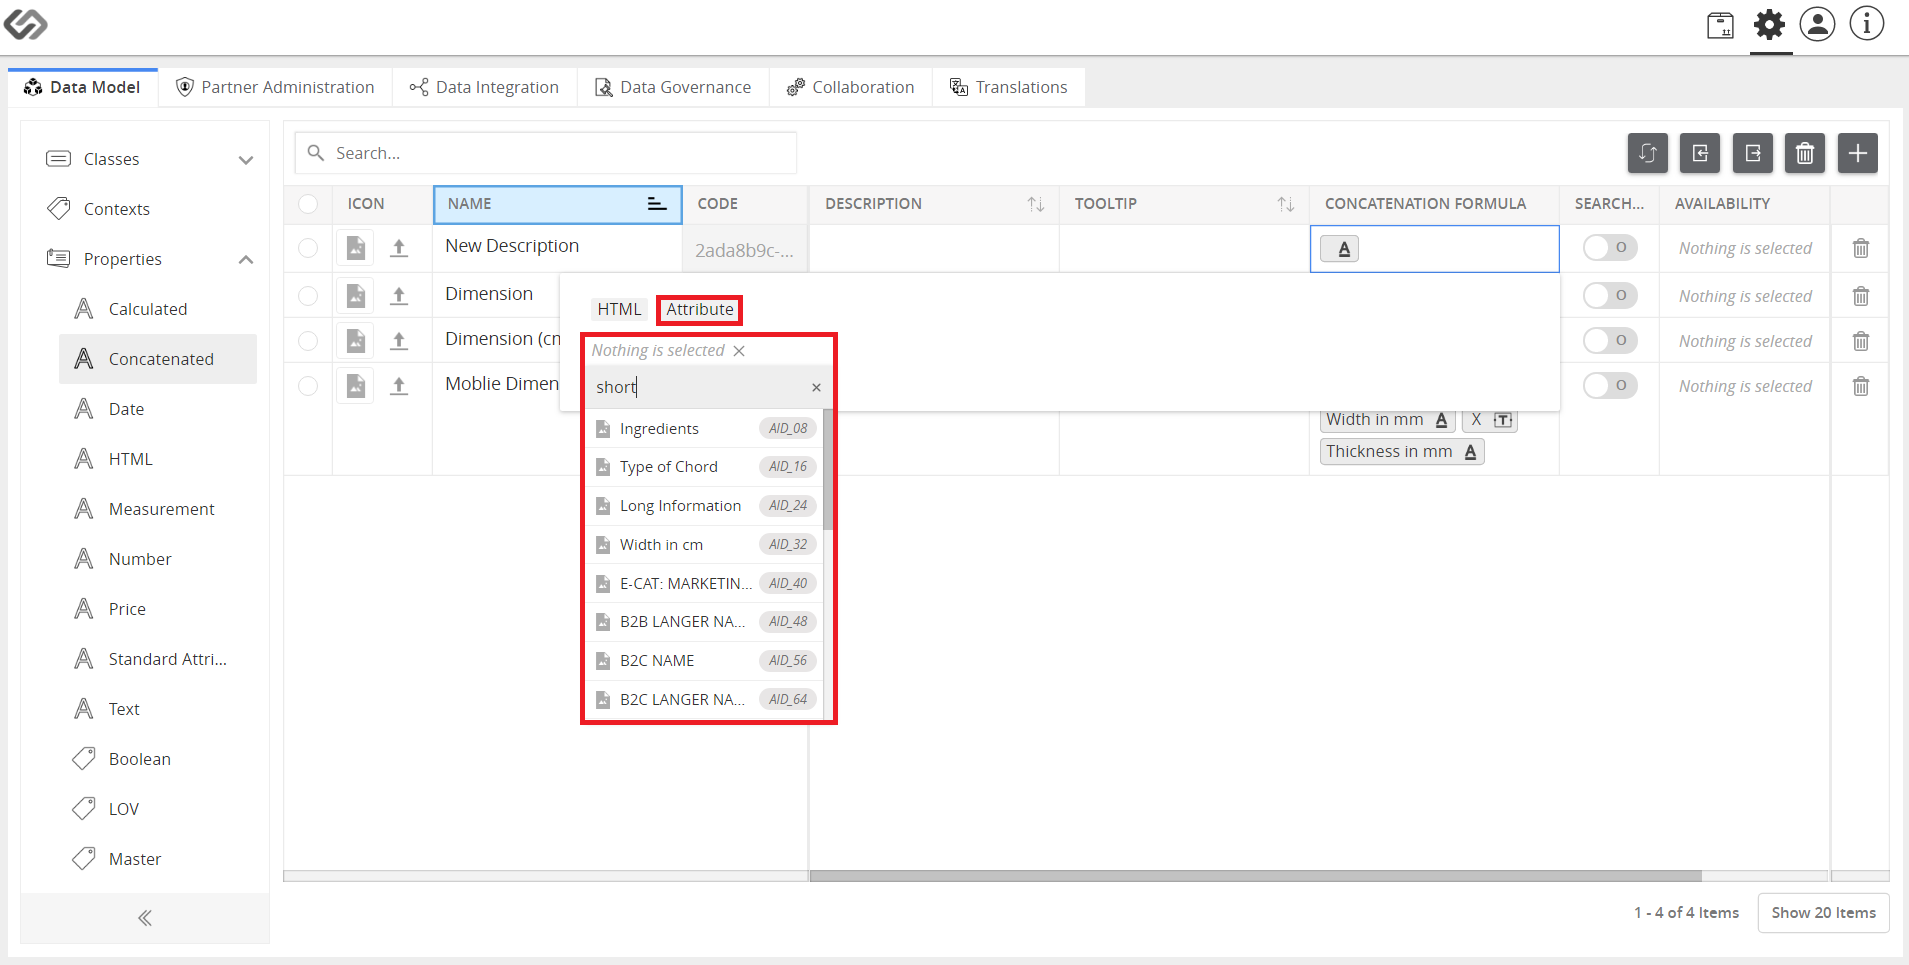 Data Model
Partner Administration
Data Integration
Data Governance
Collaboration
Translations
Classes
Contexts
Properties
Calculated
Concatenated
Date
HTML
Measurement
Number
Price
Standard Attri...
Text
Boolean
LOV
Master
Search...
ICON NAME CODE DESCRIPTION TOOLTIP CONCATENATION FORMULA SEARCH... AVAILABILITY
New Description 2ada8b9c-... A O Nothing is selected
Dimension O Nothing is selected
Dimension (cm O Nothing is selected
Moblie Dimen O Nothing is selected
Width in mm A X T
Thickness in mm A
HTML Attribute
Nothing is selected
short
Ingredients AID_08
Type of Chord AID_16
Long Information AID_24
Width in cm AID_32
E-CAT: MARKETIN... AID_40
B2B LANGER NA... AID_48
B2C NAME AID_56
B2C LANGER NA... AID_64
1 - 4 of 4 Items Show 20 Items